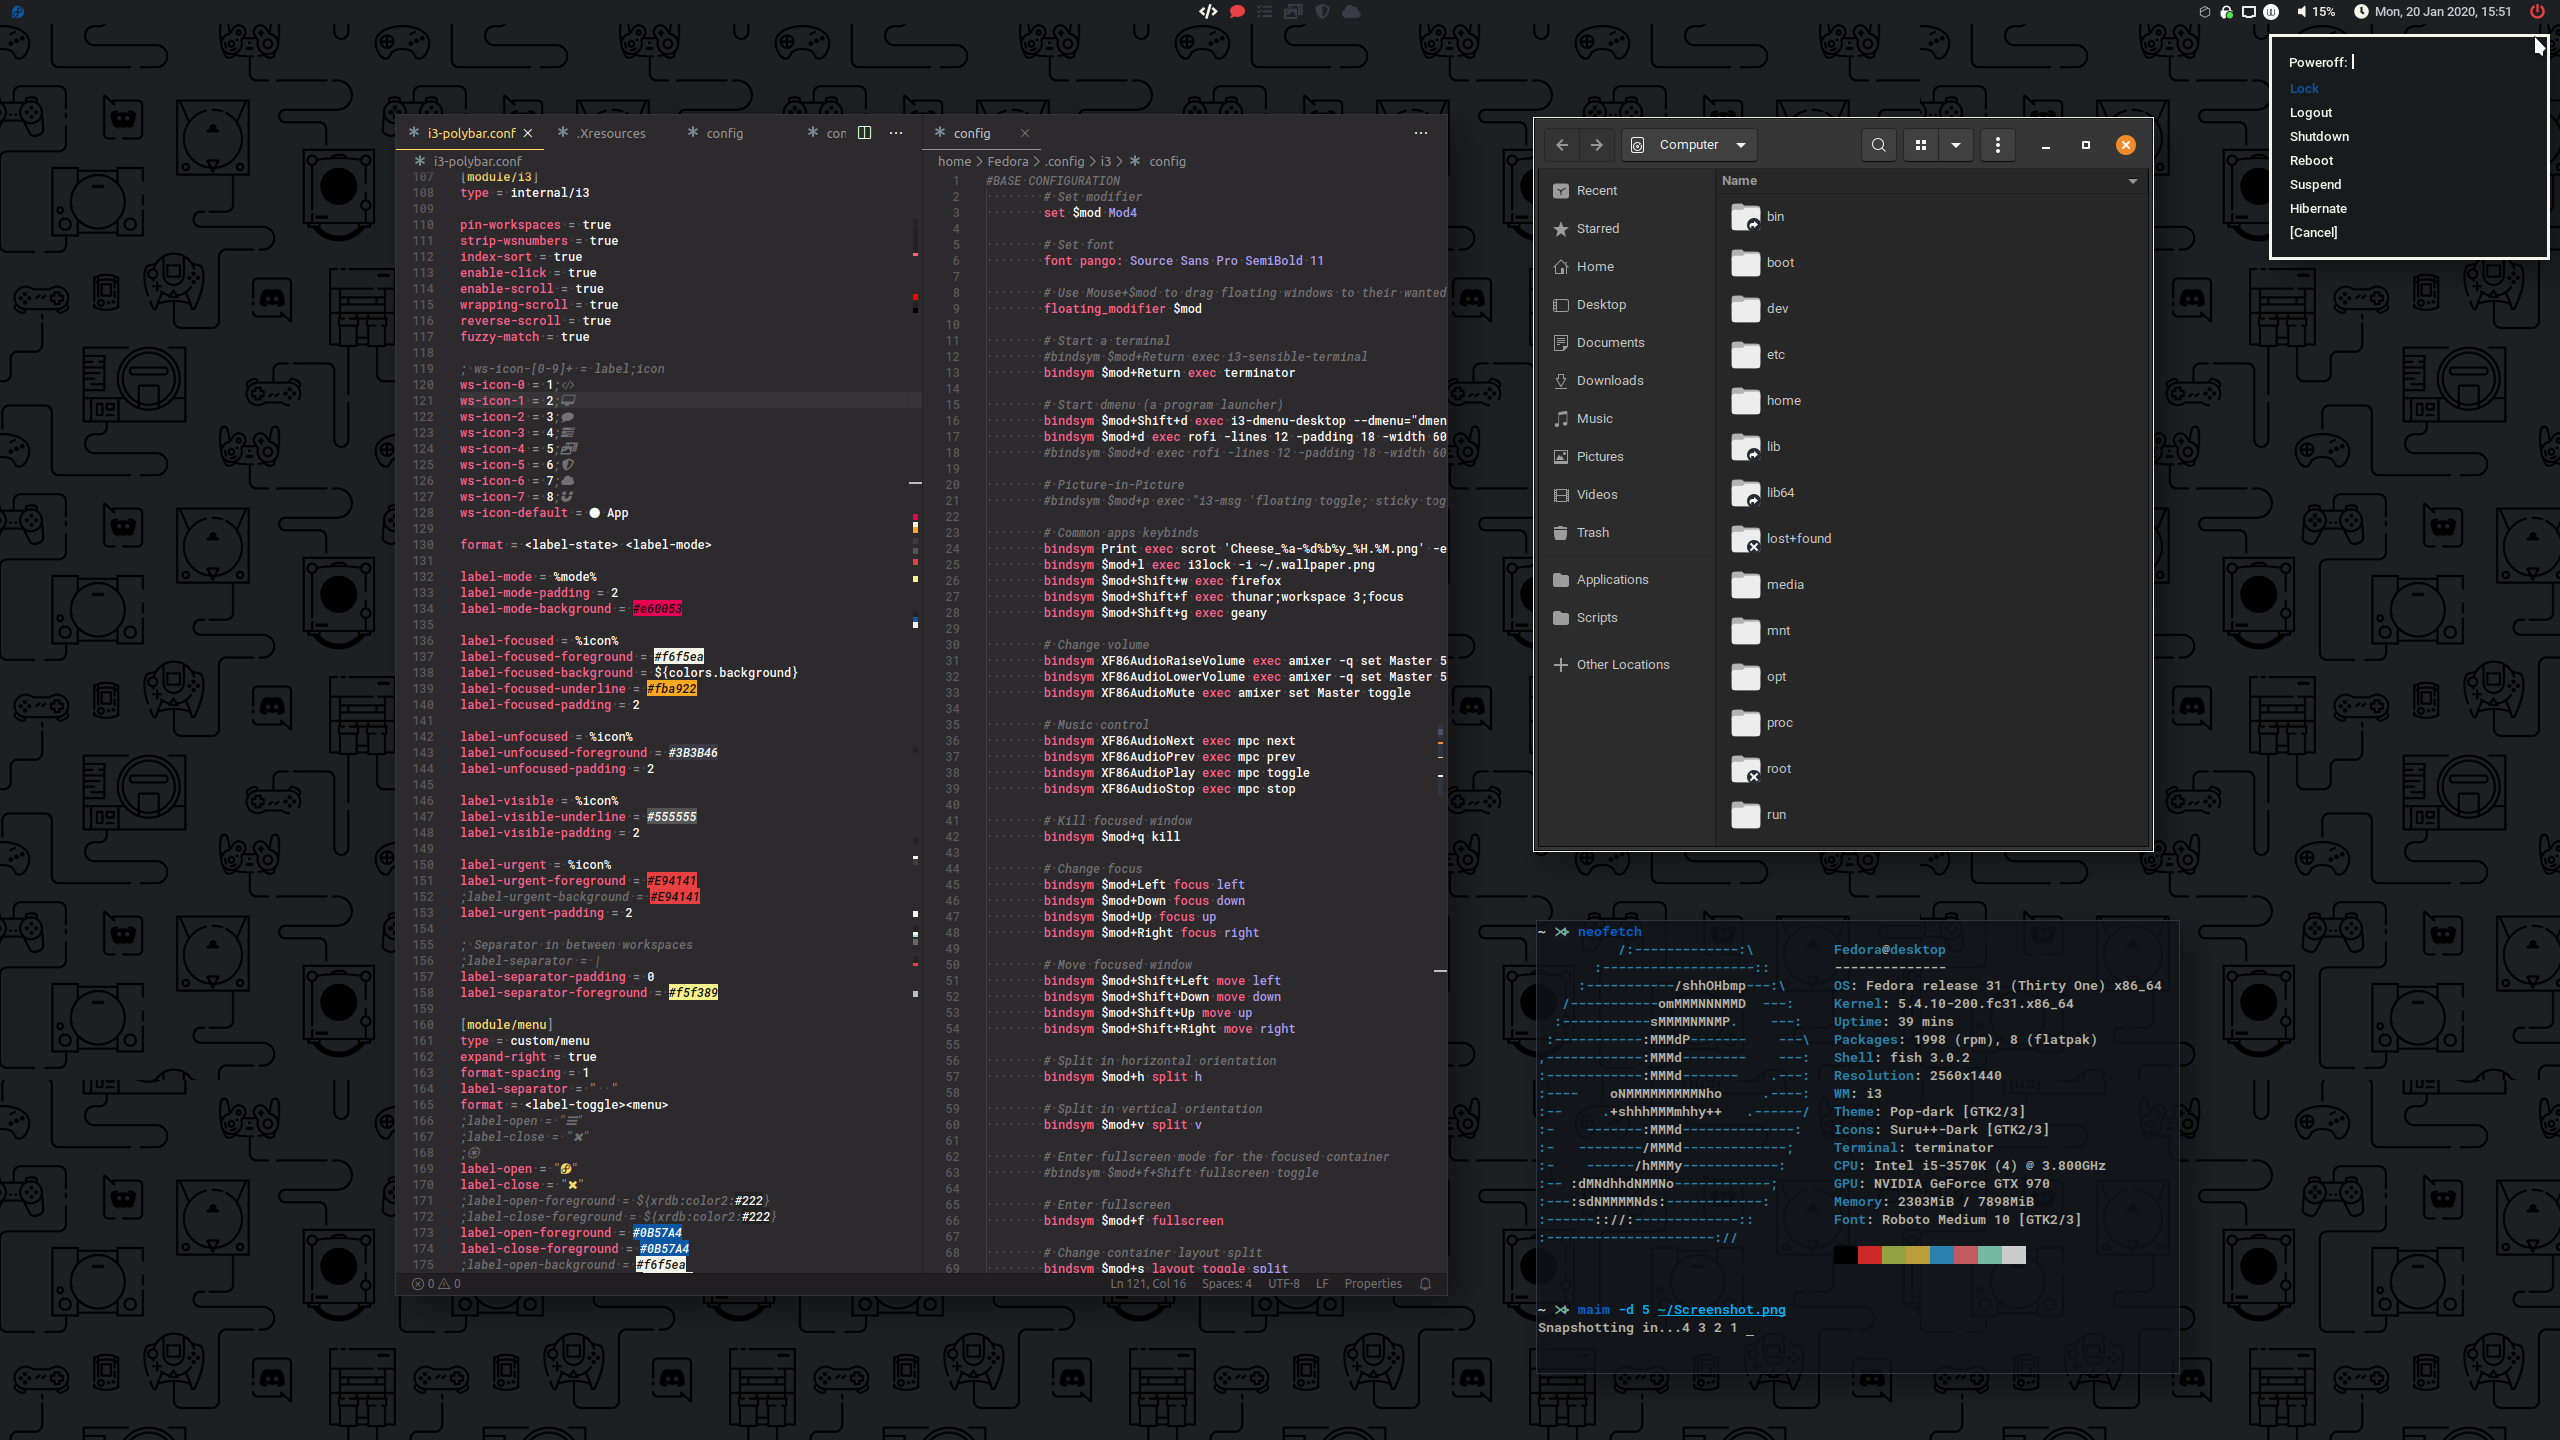 15%
Mon, 20 Jan 2020, 15:51
Poweroff:
Lock
Logout
Shutdown
Reboot
Suspend
Hibernate
[Cancel]
i3-polybar.conf
.Xresources
config
con
i3-polybar.conf
107 [module/i3]
108 type = internal/i3
109
110 pin-workspaces = true
111 strip-wsnumbers = true
112 index-sort = true
113 enable-click = true
114 enable-scroll = true
115 wrapping-scroll = true
116 reverse-scroll = true
117 fuzzy-match = true
118
119 ; ws-icon-[0-9]+ = label;icon
120 ws-icon-0 = 1;
121 ws-icon-1 = 2;
122 ws-icon-2 = 3;
123 ws-icon-3 = 4;
124 ws-icon-4 = 5;
125 ws-icon-5 = 6;
126 ws-icon-6 = 7;
127 ws-icon-7 = 8;
128 ws-icon-default = ● App
129
130 format = <label-state> <label-mode>
131
132 label-mode = %mode%
133 label-mode-padding = 2
134 label-mode-background = #e60053
135
136 label-focused = %icon%
137 label-focused-foreground = #f6f5ea
138 label-focused-background = ${colors.background}
139 label-focused-underline = #fba922
140 label-focused-padding = 2
141
142 label-unfocused = %icon%
143 label-unfocused-foreground = #3B3B46
144 label-unfocused-padding = 2
145
146 label-visible = %icon%
147 label-visible-underline = #555555
148 label-visible-padding = 2
149
150 label-urgent = %icon%
151 label-urgent-foreground = #E94141
152 ;label-urgent-background = #E94141
153 label-urgent-padding = 2
154
155 ; Separator in between workspaces
156 ;label-separator = |
157 label-separator-padding = 0
158 label-separator-foreground = #f5f389
159
160 [module/menu]
161 type = custom/menu
162 expand-right = true
163 format-spacing = 1
164 label-separator = "  "
165 format = <label-toggle><menu>
166 ;label-open = "☰"
167 ;label-close = "✖"
168 ;
169 label-open = ""
170 label-close = "✖"
171 ;label-open-foreground = ${xrdb:color2:#222}
172 ;label-close-foreground = ${xrdb:color2:#222}
173 label-open-foreground = #0B57A4
174 label-close-foreground = #0B57A4
175 ;label-open-background = #f6f5ea
config
home > Fedora > .config > i3 > config
1 #BASE CONFIGURATION
2 # Set modifier
3 set $mod Mod4
4
5 # Set font
6 font pango: Source Sans Pro SemiBold 11
7
8 # Use Mouse+$mod to drag floating windows to their wanted
9 floating_modifier $mod
10
11 # Start a terminal
12 #bindsym $mod+Return exec i3-sensible-terminal
13 bindsym $mod+Return exec terminator
14
15 # Start dmenu (a program launcher)
16 bindsym $mod+Shift+d exec i3-dmenu-desktop --dmenu="dmen
17 bindsym $mod+d exec rofi -lines 12 -padding 18 -width 60
18 #bindsym $mod+d exec rofi -lines 12 -padding 18 -width 60
19
20 # Picture-in-Picture
21 #bindsym $mod+p exec "i3-msg 'floating toggle; sticky tog
22
23 # Common apps keybinds
24 bindsym Print exec scrot 'Cheese_%a-%d%b%y_%H.%M.png' -e
25 bindsym $mod+l exec i3lock -i ~/.wallpaper.png
26 bindsym $mod+Shift+w exec firefox
27 bindsym $mod+Shift+f exec thunar;workspace 3;focus
28 bindsym $mod+Shift+g exec geany
29
30 # Change volume
31 bindsym XF86AudioRaiseVolume exec amixer -q set Master 5
32 bindsym XF86AudioLowerVolume exec amixer -q set Master 5
33 bindsym XF86AudioMute exec amixer set Master toggle
34
35 # Music control
36 bindsym XF86AudioNext exec mpc next
37 bindsym XF86AudioPrev exec mpc prev
38 bindsym XF86AudioPlay exec mpc toggle
39 bindsym XF86AudioStop exec mpc stop
40
41 # Kill focused window
42 bindsym $mod+q kill
43
44 # Change focus
45 bindsym $mod+Left focus left
46 bindsym $mod+Down focus down
47 bindsym $mod+Up focus up
48 bindsym $mod+Right focus right
49
50 # Move focused window
51 bindsym $mod+Shift+Left move left
52 bindsym $mod+Shift+Down move down
53 bindsym $mod+Shift+Up move up
54 bindsym $mod+Shift+Right move right
55
56 # Split in horizontal orientation
57 bindsym $mod+h split h
58
59 # Split in vertical orientation
60 bindsym $mod+v split v
61
62 # Enter fullscreen mode for the focused container
63 #bindsym $mod+f+Shift fullscreen toggle
64
65 # Enter fullscreen
66 bindsym $mod+f fullscreen
67
68 # Change container layout split
69 bindsym $mod+s layout toggle split
0 0
Ln 121, Col 16
Spaces: 4
UTF-8
LF
Properties
Computer
Recent
Starred
Home
Desktop
Documents
Downloads
Music
Pictures
Videos
Trash
Applications
Scripts
Other Locations
Name
bin
boot
dev
etc
home
lib
lib64
lost+found
media
mnt
opt
proc
root
run
~ >< neofetch
/:-------------:\
:-------------------::
:-----------/shhOHbmp---:\
/-----------omMMMNNNMMD  ---:
:-----------sMMMMNMNMP.    ---:
:-----------:MMMdP-------    ---\
,------------:MMMd--------    ---:
:------------:MMMd-------    .---:
:----    oNMMMMMMMMMNho     .----:
:--     .+shhhMMMmhhy++   .------/
:-    -------:MMMd--------------:
:-   --------/MMMd-------------;
:-    ------/hMMMy------------:
:-- :dMNdhhdNMMNo------------;
:---:sdNMMMMNds:------------:
:------:://:-------------::
:---------------------://
Fedora@desktop
--------------
OS: Fedora release 31 (Thirty One) x86_64
Kernel: 5.4.10-200.fc31.x86_64
Uptime: 39 mins
Packages: 1998 (rpm), 8 (flatpak)
Shell: fish 3.0.2
Resolution: 2560x1440
WM: i3
Theme: Pop-dark [GTK2/3]
Icons: Suru++-Dark [GTK2/3]
Terminal: terminator
CPU: Intel i5-3570K (4) @ 3.800GHz
GPU: NVIDIA GeForce GTX 970
Memory: 2303MiB / 7898MiB
Font: Roboto Medium 10 [GTK2/3]
~ >< maim -d 5 ~/Screenshot.png
Snapshotting in...4 3 2 1 _